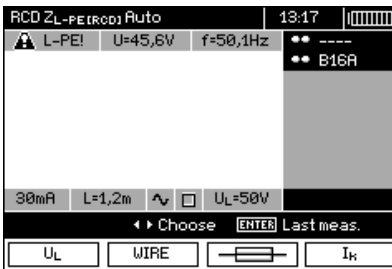 RCD ZL-PE[RCD] Auto 13:17
L-PE! U=45,6V f=50,1Hz ----
B16A
30mA L=1,2m UL=50V
Choose ENTER Last meas.
UL WIRE IK